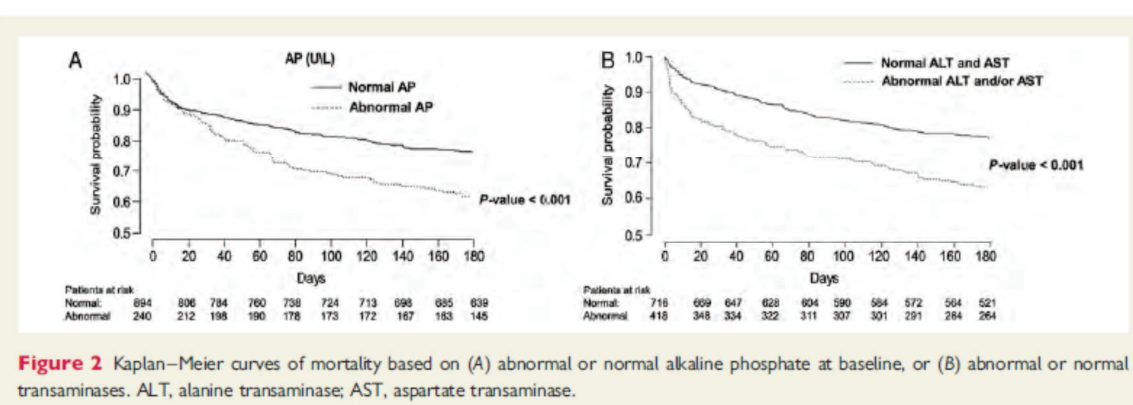 A
AP (U\L)
Normal AP
Abnormal AP
Survival probability
1.0
0.9
0.8
0.7
0.6
0.5
P-value < 0.001
0 20 40 60 80 100 120 140 160 180
Days
Patients at risk
Normal: 894 806 784 760 738 724 713 698 685 639
Abnormal 240 212 198 190 178 173 172 167 163 145
B
Normal ALT and AST
Abnormal ALT and/or AST
Survival probability
1.0
0.9
0.8
0.7
0.6
0.5
P-value < 0.001
0 20 40 60 80 100 120 140 160 180
Days
Patients at risk
Normal: 716 669 647 628 604 590 584 572 564 521
Abnormal 418 348 334 322 311 307 301 291 284 264
Figure 2 Kaplan–Meier curves of mortality based on (A) abnormal or normal alkaline phosphate at baseline, or (B) abnormal or normal
transaminases. ALT, alanine transaminase; AST, aspartate transaminase.